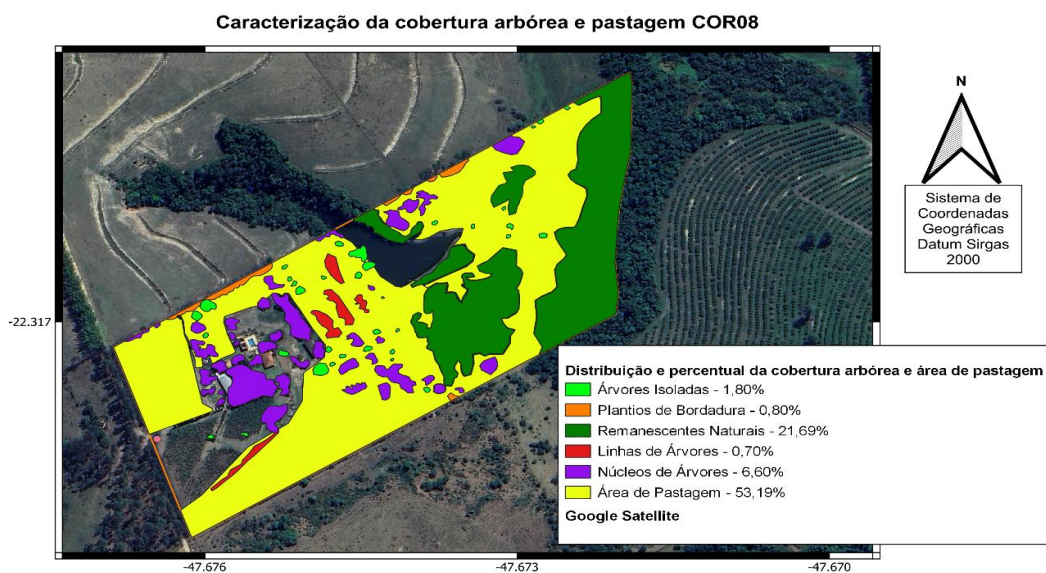 Caracterização da cobertura arbórea e pastagem COR08
N
Sistema de
Coordenadas
Geográficas
Datum Sirgas
2000
-22.317
Distribuição e percentual da cobertura arbórea e área de pastagem
Árvores Isoladas - 1,80%
Plantios de Bordadura - 0,80%
Remanescentes Naturais - 21,69%
Linhas de Árvores - 0,70%
Núcleos de Árvores - 6,60%
Área de Pastagem - 53,19%
Google Satellite
-47.676
-47.673
-47.670